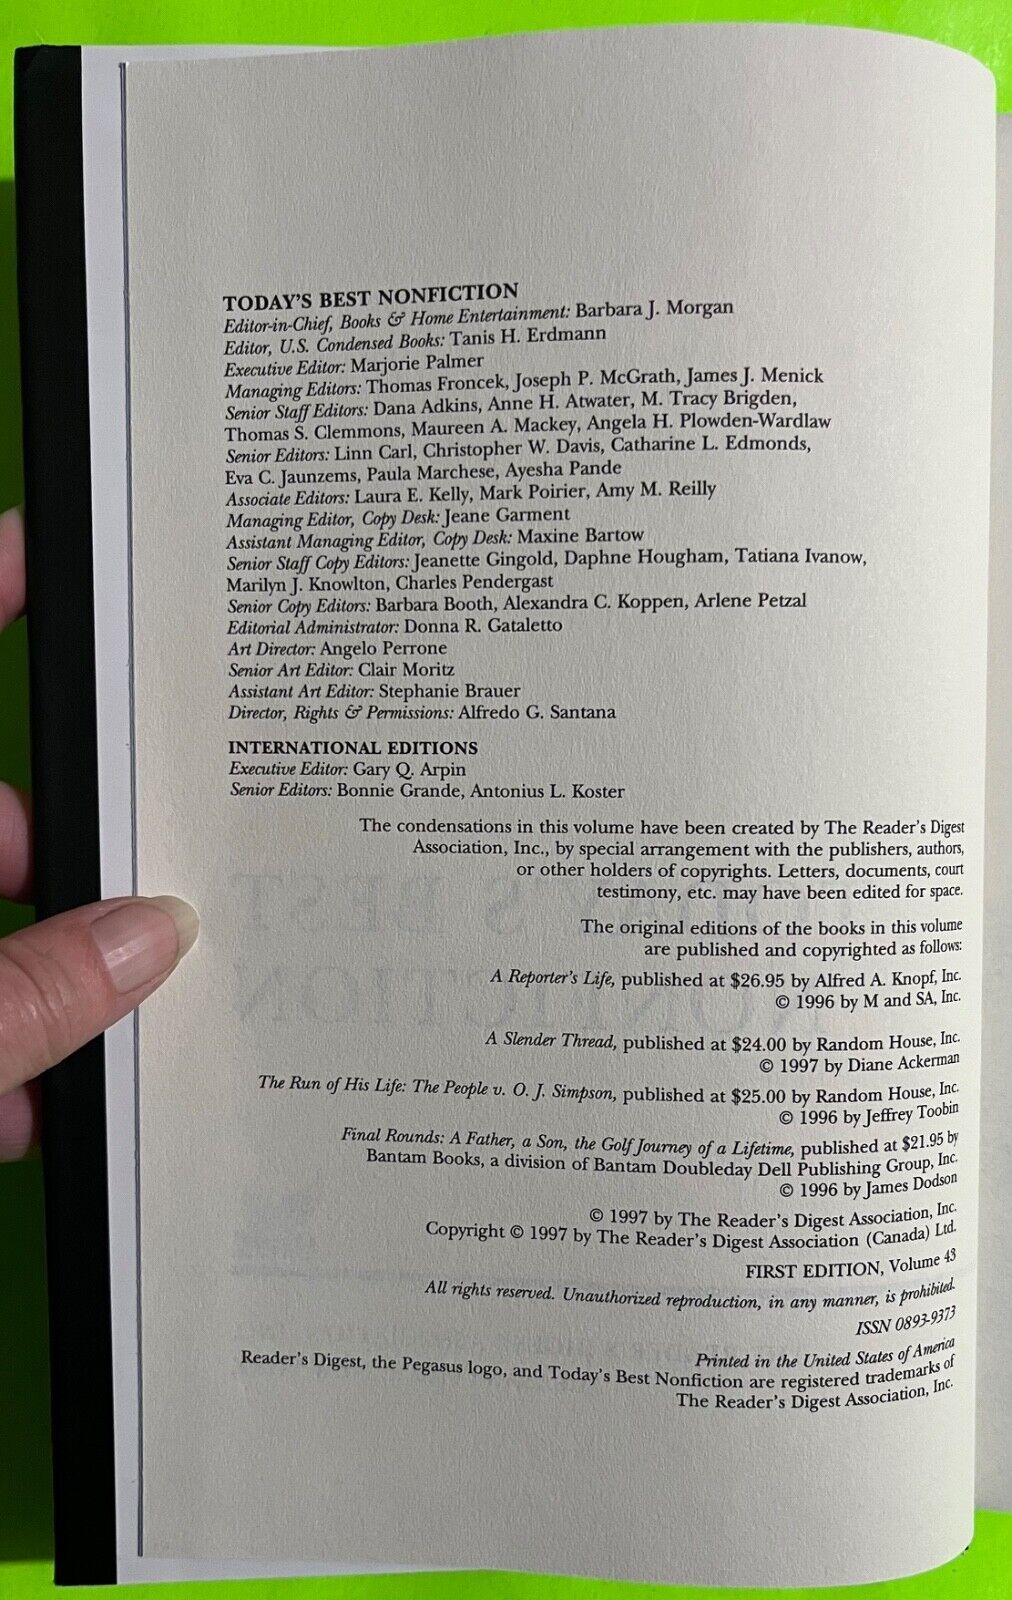 TODAY'S BEST NONFICTION
Editor-in-Chief, Books & Home Entertainment: Barbara J. Morgan
Editor, U.S. Condensed Books: Tanis H. Erdmann
Executive Editor: Marjorie Palmer
Managing Editors: Thomas Froncek, Joseph P. McGrath, James J. Menick
Senior Staff Editors: Dana Adkins, Anne H. Atwater, M. Tracy Brigden,
Thomas S. Clemmons, Maureen A. Mackey, Angela H. Plowden-Wardlaw
Senior Editors: Linn Carl, Christopher W. Davis, Catharine L. Edmonds,
Eva C. Jaunzems, Paula Marchese, Ayesha Pande
Associate Editors: Laura E. Kelly, Mark Poirier, Amy M. Reilly
Managing Editor, Copy Desk: Jeane Garment
Assistant Managing Editor, Copy Desk: Maxine Bartow
Senior Staff Copy Editors: Jeanette Gingold, Daphne Hougham, Tatiana Ivanow,
Marilyn J. Knowlton, Charles Pendergast
Senior Copy Editors: Barbara Booth, Alexandra C. Koppen, Arlene Petzal
Editorial Administrator: Donna R. Gataletto
Art Director: Angelo Perrone
Senior Art Editor: Clair Moritz
Assistant Art Editor: Stephanie Brauer
Director, Rights & Permissions: Alfredo G. Santana
INTERNATIONAL EDITIONS
Executive Editor: Gary Q. Arpin
Senior Editors: Bonnie Grande, Antonius L. Koster
The condensations in this volume have been created by The Reader's Digest
Association, Inc., by special arrangement with the publishers, authors,
or other holders of copyrights. Letters, documents, court
testimony, etc. may have been edited for space.
The original editions of the books in this volume
are published and copyrighted as follows:
A Reporter's Life, published at $26.95 by Alfred A. Knopf, Inc.
© 1996 by M and SA, Inc.
A Slender Thread, published at $24.00 by Random House, Inc.
© 1997 by Diane Ackerman
The Run of His Life: The People v. O. J. Simpson, published at $25.00 by Random House, Inc.
© 1996 by Jeffrey Toobin
Final Rounds: A Father, a Son, the Golf Journey of a Lifetime, published at $21.95 by
Bantam Books, a division of Bantam Doubleday Dell Publishing Group, Inc.
© 1996 by James Dodson
© 1997 by The Reader's Digest Association, Inc.
Copyright © 1997 by The Reader's Digest Association (Canada) Ltd.
FIRST EDITION, Volume 43
All rights reserved. Unauthorized reproduction, in any manner, is prohibited.
ISSN 0893-9373
Printed in the United States of America
Reader's Digest, the Pegasus logo, and Today's Best Nonfiction are registered trademarks of
The Reader's Digest Association, Inc.